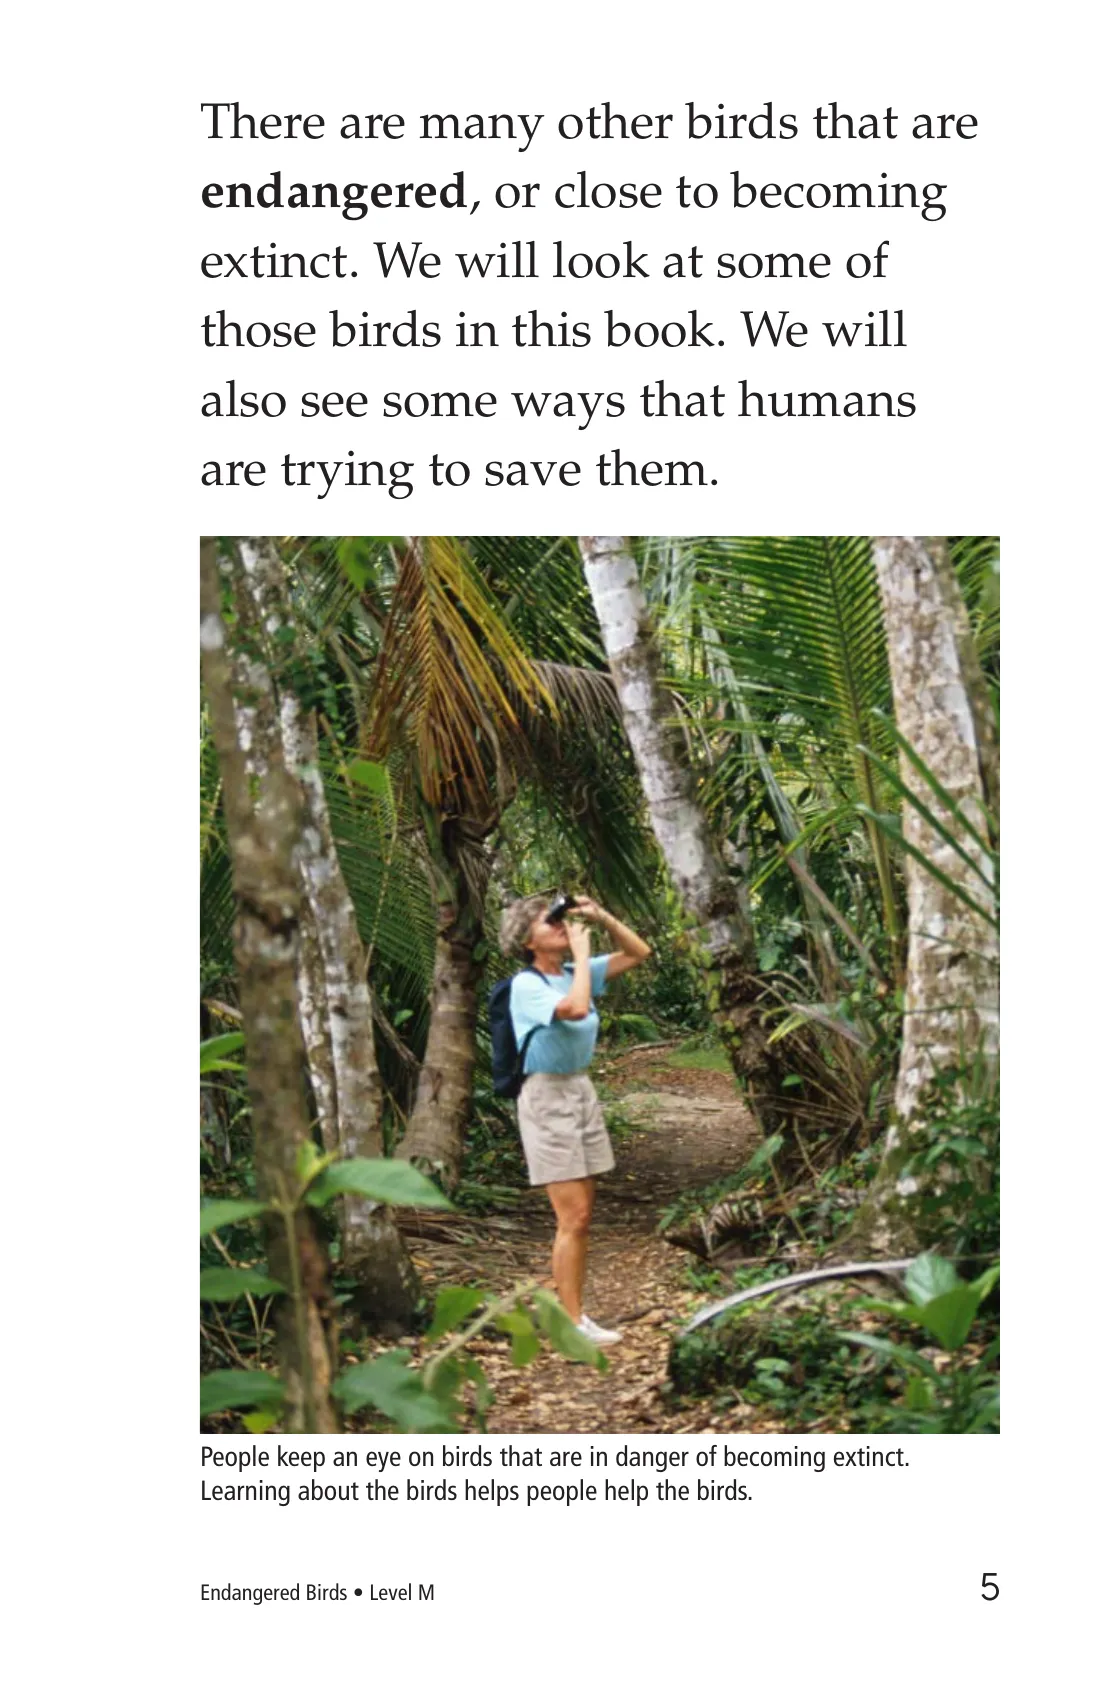 There are many other birds that are
endangered, or close to becoming
extinct. We will look at some of
those birds in this book. We will
also see some ways that humans
are trying to save them.
People keep an eye on birds that are in danger of becoming extinct.
Learning about the birds helps people help the birds.
Endangered Birds • Level M
5